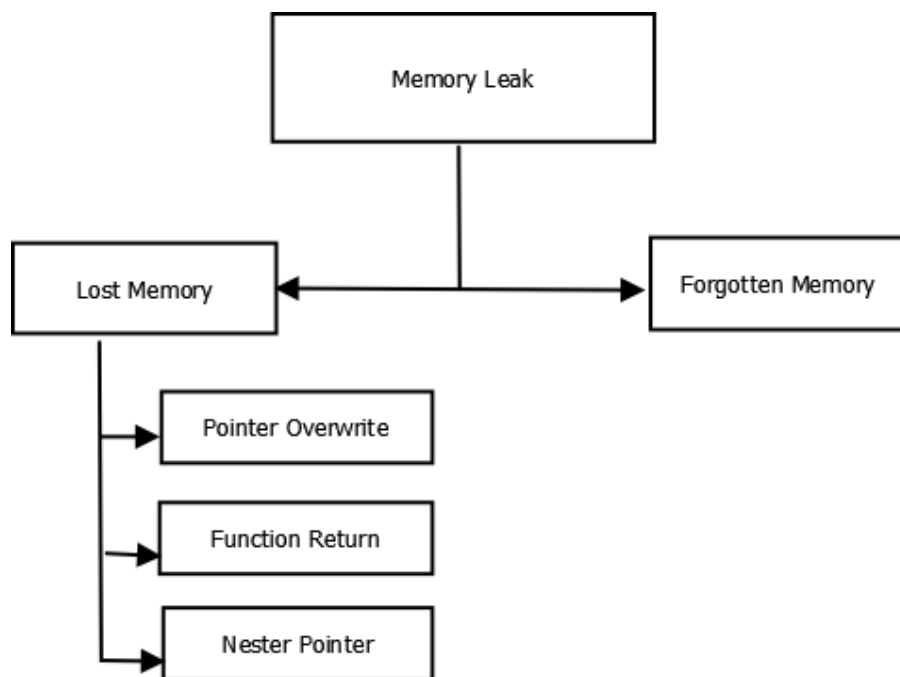 Memory Leak
Lost Memory
Forgotten Memory
Pointer Overwrite
Function Return
Nester Pointer